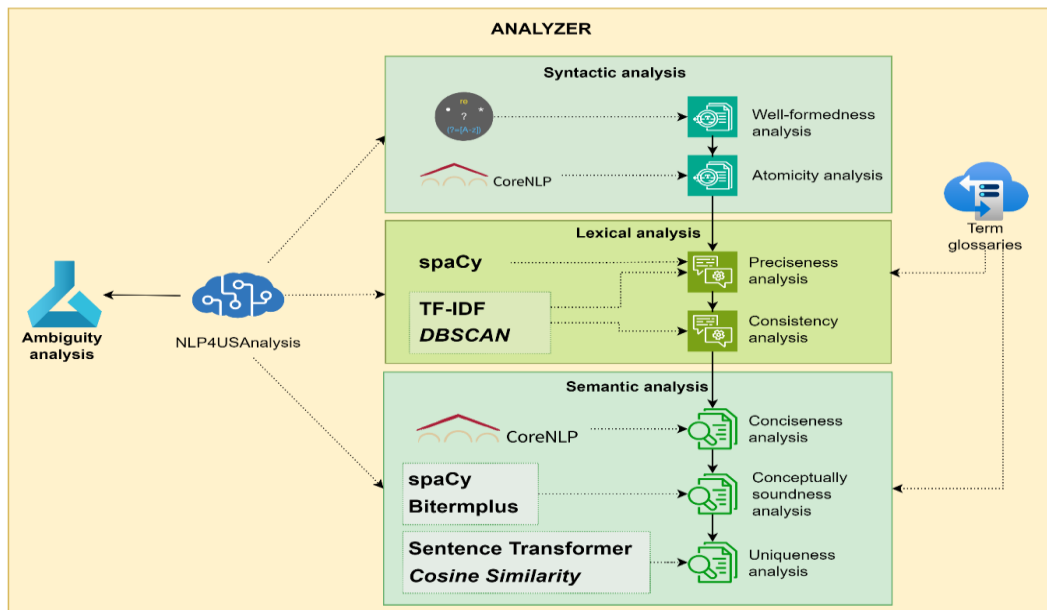 ANALYZER
Syntactic analysis
re
* ? *
(?=[A-z])
Well-formedness
analysis
CoreNLP
Atomicity analysis
Term
glossaries
Lexical analysis
spaCy
Preciseness
analysis
TF-IDF
DBSCAN
Consistency
analysis
Ambiguity
analysis
NLP4USAnalysis
Semantic analysis
CoreNLP
Conciseness
analysis
spaCy
Bitermplus
Conceptually
soundness
analysis
Sentence Transformer
Cosine Similarity
Uniqueness
analysis